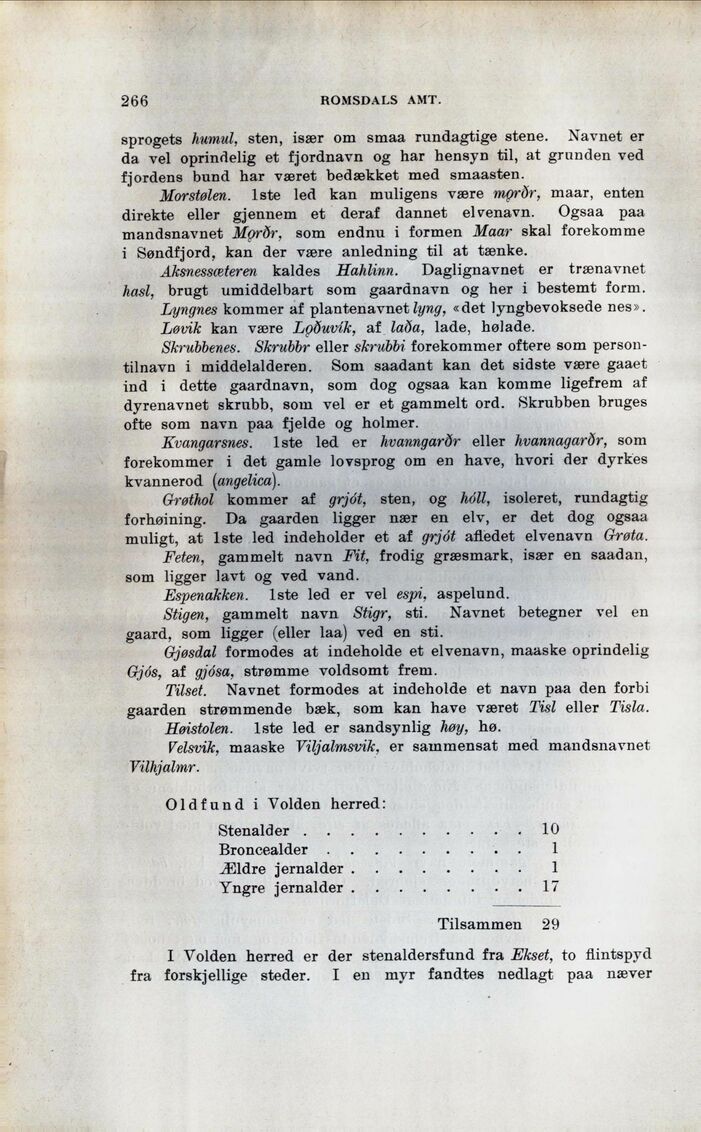 266
ROMSDALS AMT.
sprogets humul, sten, især om smaa rundagtige stene. Navnet er
da vel oprindelig et fjordnavn og har hensyn til, at grunden ved
fjordens bund har været bedækket med smaasten.
Morstølen. 1ste led kan muligens være mǫrðr, maar, enten
direkte eller gjennem et deraf dannet elvenavn. Ogsaa paa
mandsnavnet Mǫrðr, som endnu i formen Maar skal forekomme
i Søndfjord, kan der være anledning til at tænke.
Aksnessæteren kaldes Hahlinn. Daglignavnet er trænavnet
hasl, brugt umiddelbart som gaardnavn og her i bestemt form.
Lyngnes kommer af plantenavnet lyng, «det lyngbevoksede nes».
Løvik kan være Lǫðuvík, af laða, lade, hølade.
Skrubbenes. Skrubbr eller skrubbi forekommer oftere som person-
tilnavn i middelalderen. Som saadant kan det sidste være gaaet
ind i dette gaardnavn, som dog ogsaa kan komme ligefrem af
dyrenavnet skrubb, som vel er et gammelt ord. Skrubben bruges
ofte som navn paa fjelde og holmer.
Kvangarsnes. 1ste led er hvanngarðr eller hvannagarðr, som
forekommer i det gamle lovsprog om en have, hvori der dyrkes
kvannerod (angelica).
Grøthol kommer af grjót, sten, og hóll, isoleret, rundagtig
forhøining. Da gaarden ligger nær en elv, er det dog ogsaa
muligt, at 1ste led indeholder et af grjót afledet elvenavn Grøta.
Feten, gammelt navn Fit, frodig græsmark, især en saadan,
som ligger lavt og ved vand.
Espenakken. 1ste led er vel espi, aspelund.
Stigen, gammelt navn Stigr, sti. Navnet betegner vel en
gaard, som ligger (eller laa) ved en sti.
Gjøsdal formodes at indeholde et elvenavn, maaske oprindelig
Gjós, af gjósa, strømme voldsomt frem.
Tilset. Navnet formodes at indeholde et navn paa den forbi
gaarden strømmende bæk, som kan have været Tisl eller Tisla.
Høistolen. 1ste led er sandsynlig høy, hø.
Velsvik, maaske Viljalmsvik, er sammensat med mandsnavnet
Vilhjalmr.
Oldfund i Volden herred:
Stenalder . . . . . . . . . . 10
Broncealder . . . . . . . . . 1
Ældre jernalder . . . . . . . . 1
Yngre jernalder . . . . . . . . 17
Tilsammen 29
I Volden herred er der stenaldersfund fra Ekset, to flintspyd
fra forskjellige steder. I en myr fandtes nedlagt paa næver